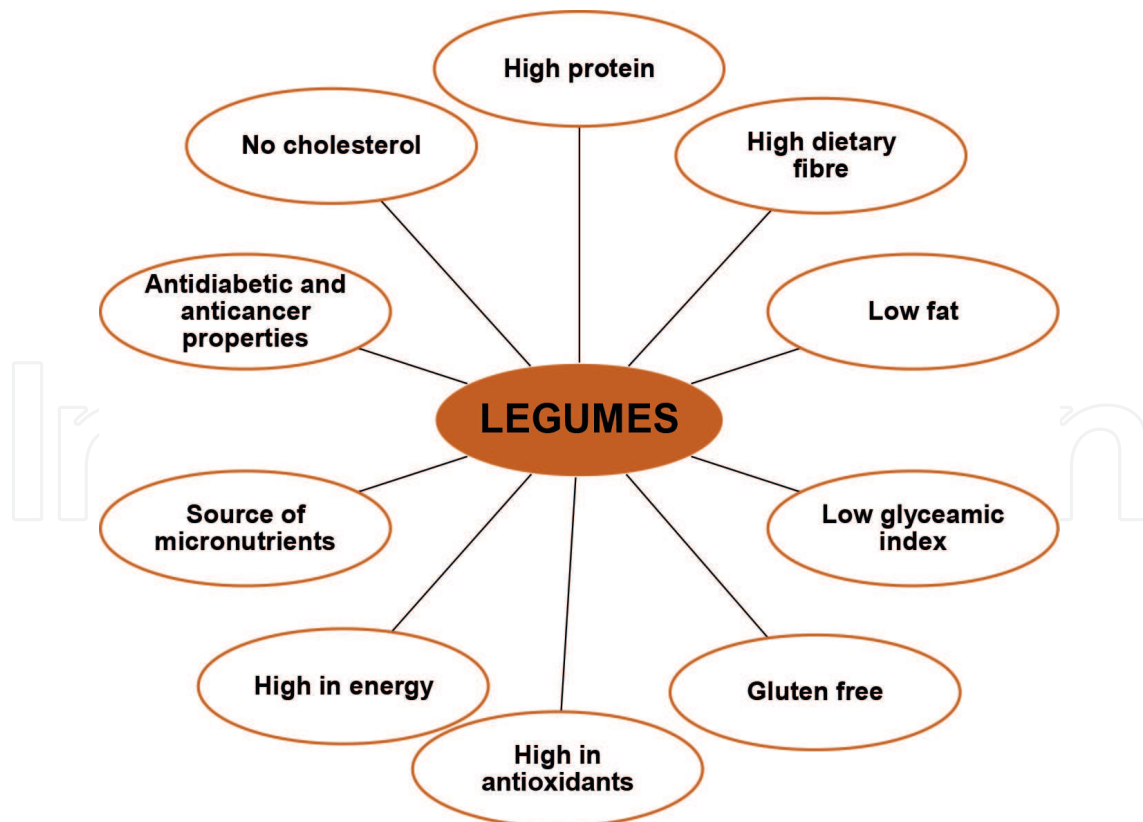 High protein
High dietary
fibre
Low fat
Low glyceamic
index
Gluten free
High in
antioxidants
High in energy
Source of
micronutrients
Antidiabetic and
anticancer
properties
No cholesterol
LEGUMES